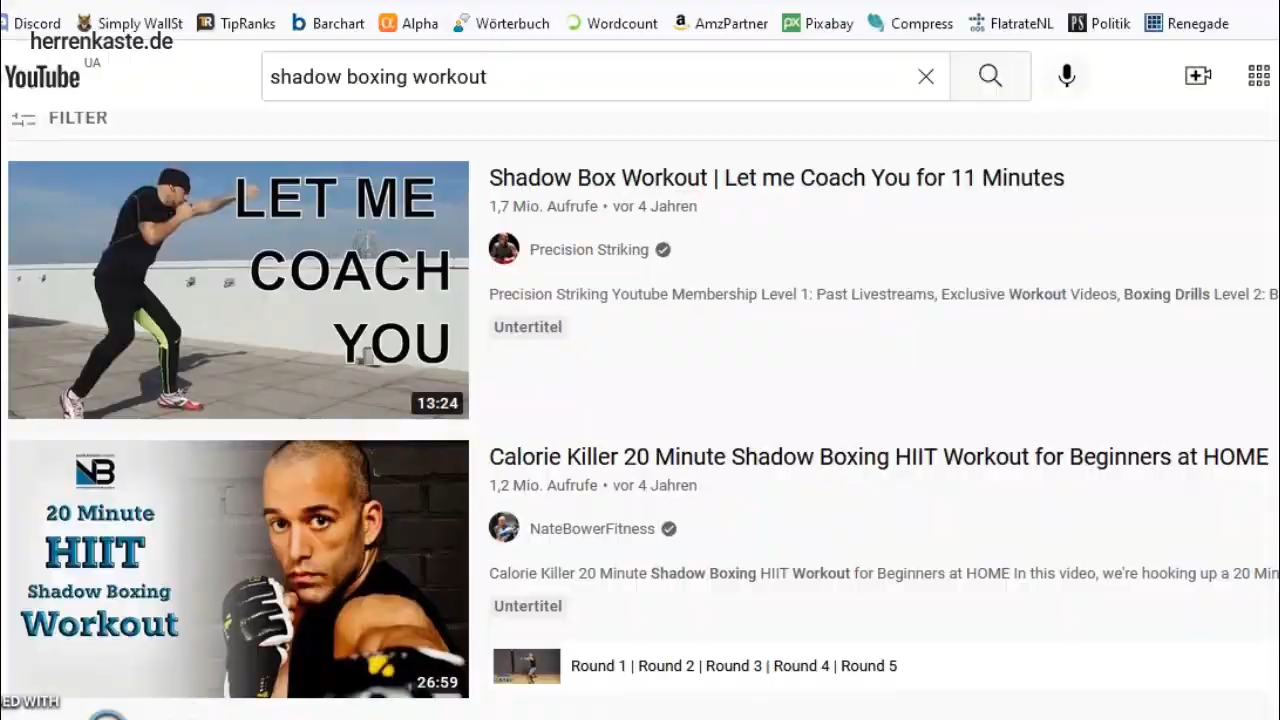 Discord Simply WallSt TipRanks Barchart Alpha Wörterbuch Wordcount AmzPartner Pixabay Compress FlatrateNL Politik Renegade
herrenkaste.de
YouTube UA
shadow boxing workout
FILTER
LET ME
COACH
YOU
13:24
Shadow Box Workout | Let me Coach You for 11 Minutes
1,7 Mio. Aufrufe • vor 4 Jahren
Precision Striking
Precision Striking Youtube Membership Level 1: Past Livestreams, Exclusive Workout Videos, Boxing Drills Level 2: B
Untertitel
NB
20 Minute
HIIT
Shadow Boxing
Workout
26:59
Calorie Killer 20 Minute Shadow Boxing HIIT Workout for Beginners at HOME
1,2 Mio. Aufrufe • vor 4 Jahren
NateBowerFitness
Calorie Killer 20 Minute Shadow Boxing HIIT Workout for Beginners at HOME In this video, we're hooking up a 20 Min
Untertitel
Round 1 | Round 2 | Round 3 | Round 4 | Round 5
ED WITH